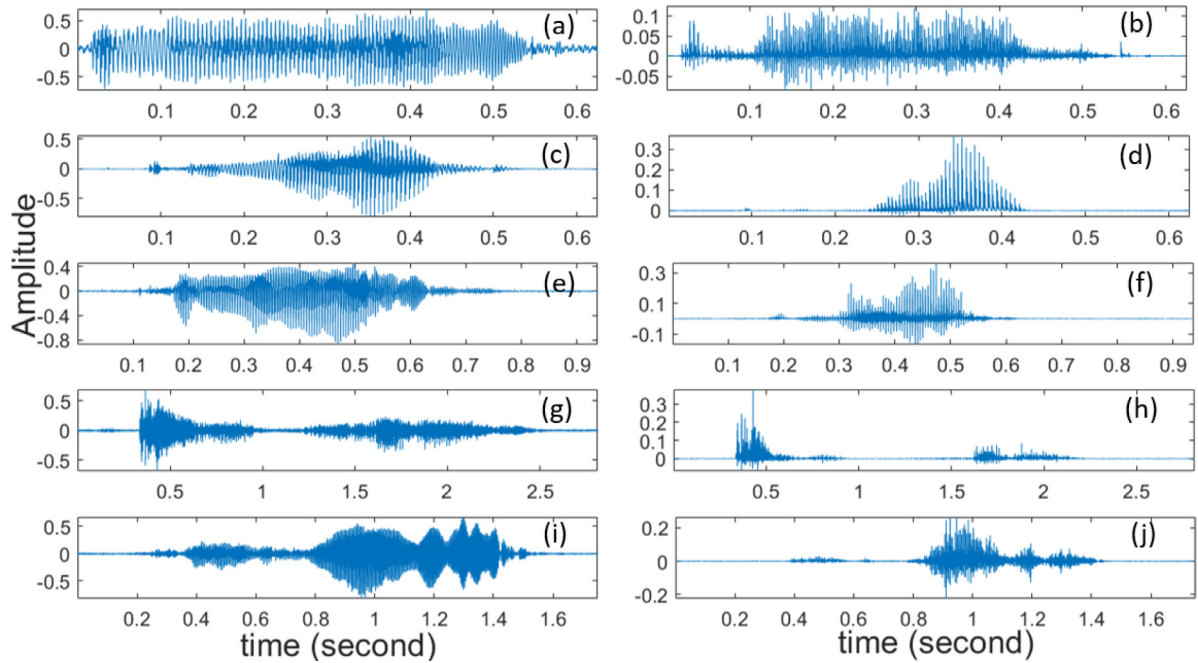 0.5 0 -0.5 (a) 0.1 0.2 0.3 0.4 0.5 0.6
0.10 0.05 0 -0.05 (b) 0.1 0.2 0.3 0.4 0.5 0.6
0.5 0 -0.5 (c) 0.1 0.2 0.3 0.4 0.5 0.6
0.3 0.2 0.1 0 (d) 0.1 0.2 0.3 0.4 0.5 0.6
Amplitude
0.4 0 -0.4 -0.8 (e) 0.1 0.2 0.3 0.4 0.5 0.6 0.7 0.8 0.9
0.3 0.1 -0.1 (f) 0.1 0.2 0.3 0.4 0.5 0.6 0.7 0.8 0.9
0.5 0 -0.5 (g) 0.5 1 1.5 2 2.5
0.3 0.2 0.1 0 (h) 0.5 1 1.5 2 2.5
0.5 0 -0.5 (i) 0.2 0.4 0.6 0.8 1 1.2 1.4 1.6
time (second)
0.2 0 -0.2 (j) 0.2 0.4 0.6 0.8 1 1.2 1.4 1.6
time (second)